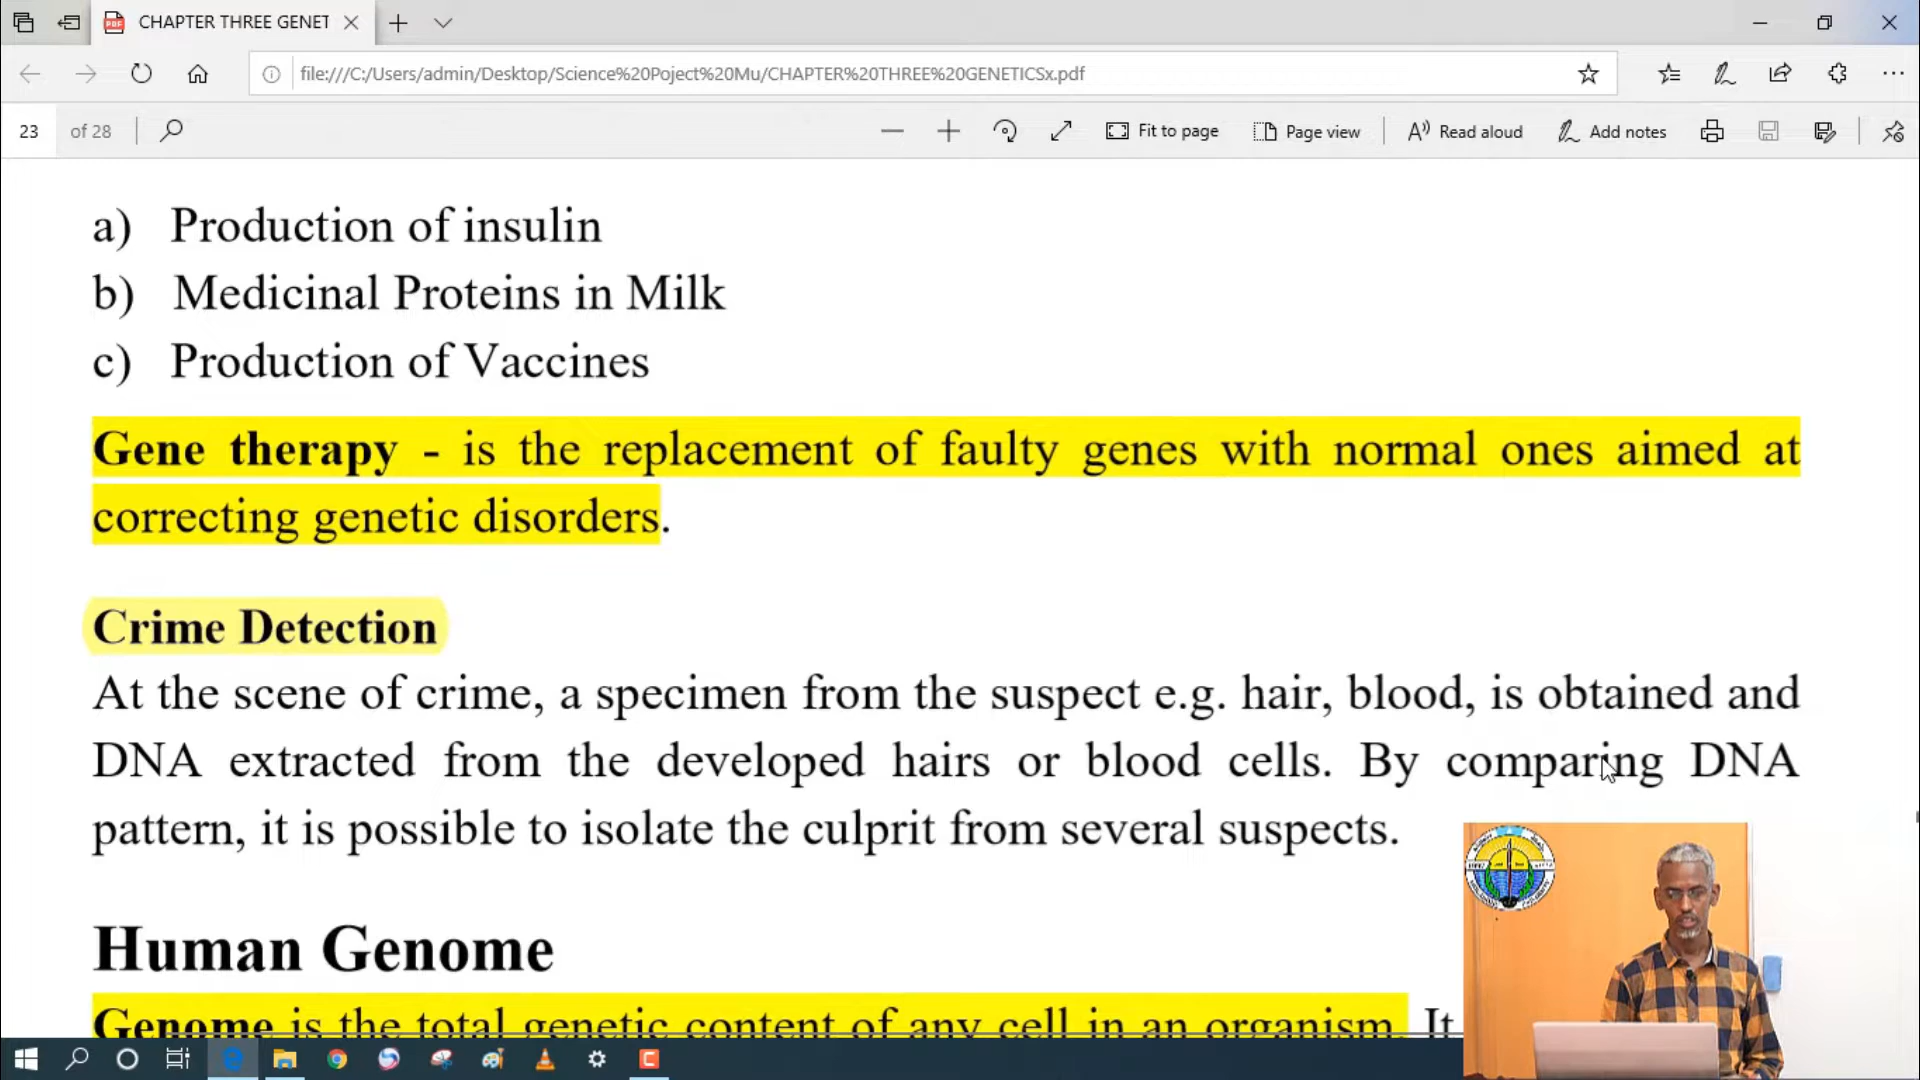 CHAPTER THREE GENET
file:///C:/Users/admin/Desktop/Science%20Poject%20Mu/CHAPTER%20THREE%20GENETICSx.pdf
23 of 28 Fit to page Page view Read aloud Add notes
a) Production of insulin
b) Medicinal Proteins in Milk
c) Production of Vaccines
Gene therapy - is the replacement of faulty genes with normal ones aimed at
correcting genetic disorders.
Crime Detection
At the scene of crime, a specimen from the suspect e.g. hair, blood, is obtained and
DNA extracted from the developed hairs or blood cells. By comparing DNA
pattern, it is possible to isolate the culprit from several suspects.
Human Genome
Genome is the total genetic content of any cell in an organism. It